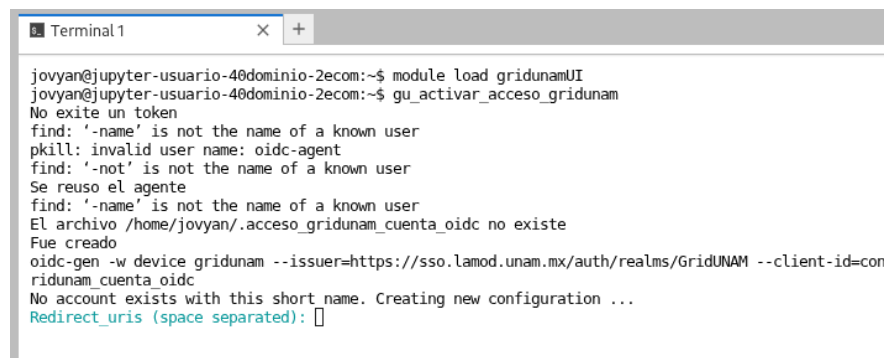 Terminal 1
jovyan@jupyter-usuario-40dominio-2ecom:~$ module load gridunamUI
jovyan@jupyter-usuario-40dominio-2ecom:~$ gu_activar_acceso_gridunam
No exite un token
find: ‘-name’ is not the name of a known user
pkill: invalid user name: oidc-agent
find: ‘-not’ is not the name of a known user
Se reuso el agente
find: ‘-name’ is not the name of a known user
El archivo /home/jovyan/.acceso_gridunam_cuenta_oidc no existe
Fue creado
oidc-gen -w device gridunam --issuer=https://sso.lamod.unam.mx/auth/realms/GridUNAM --client-id=con
ridunam_cuenta_oidc
No account exists with this short name. Creating new configuration ...
Redirect_uris (space separated):